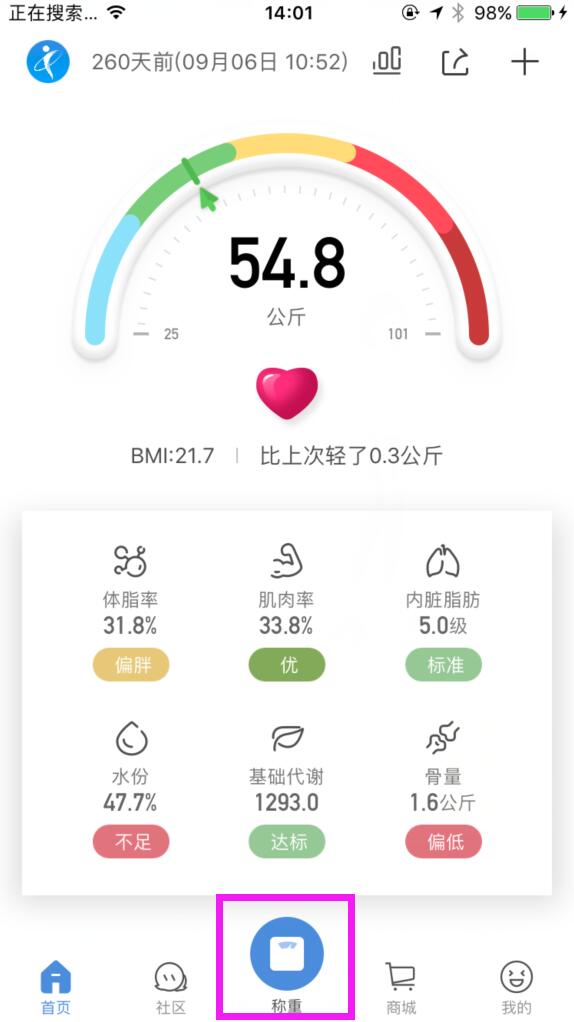 正在搜索... 14:01 98%
260天前(09月06日 10:52)
54.8
公斤
25 101
BMI:21.7 | 比上次轻了0.3公斤
体脂率 肌肉率 内脏脂肪
31.8% 33.8% 5.0级
偏胖 优 标准
水份 基础代谢 骨量
47.7% 1293.0 1.6公斤
不足 达标 偏低
首页 社区 称重 商城 我的